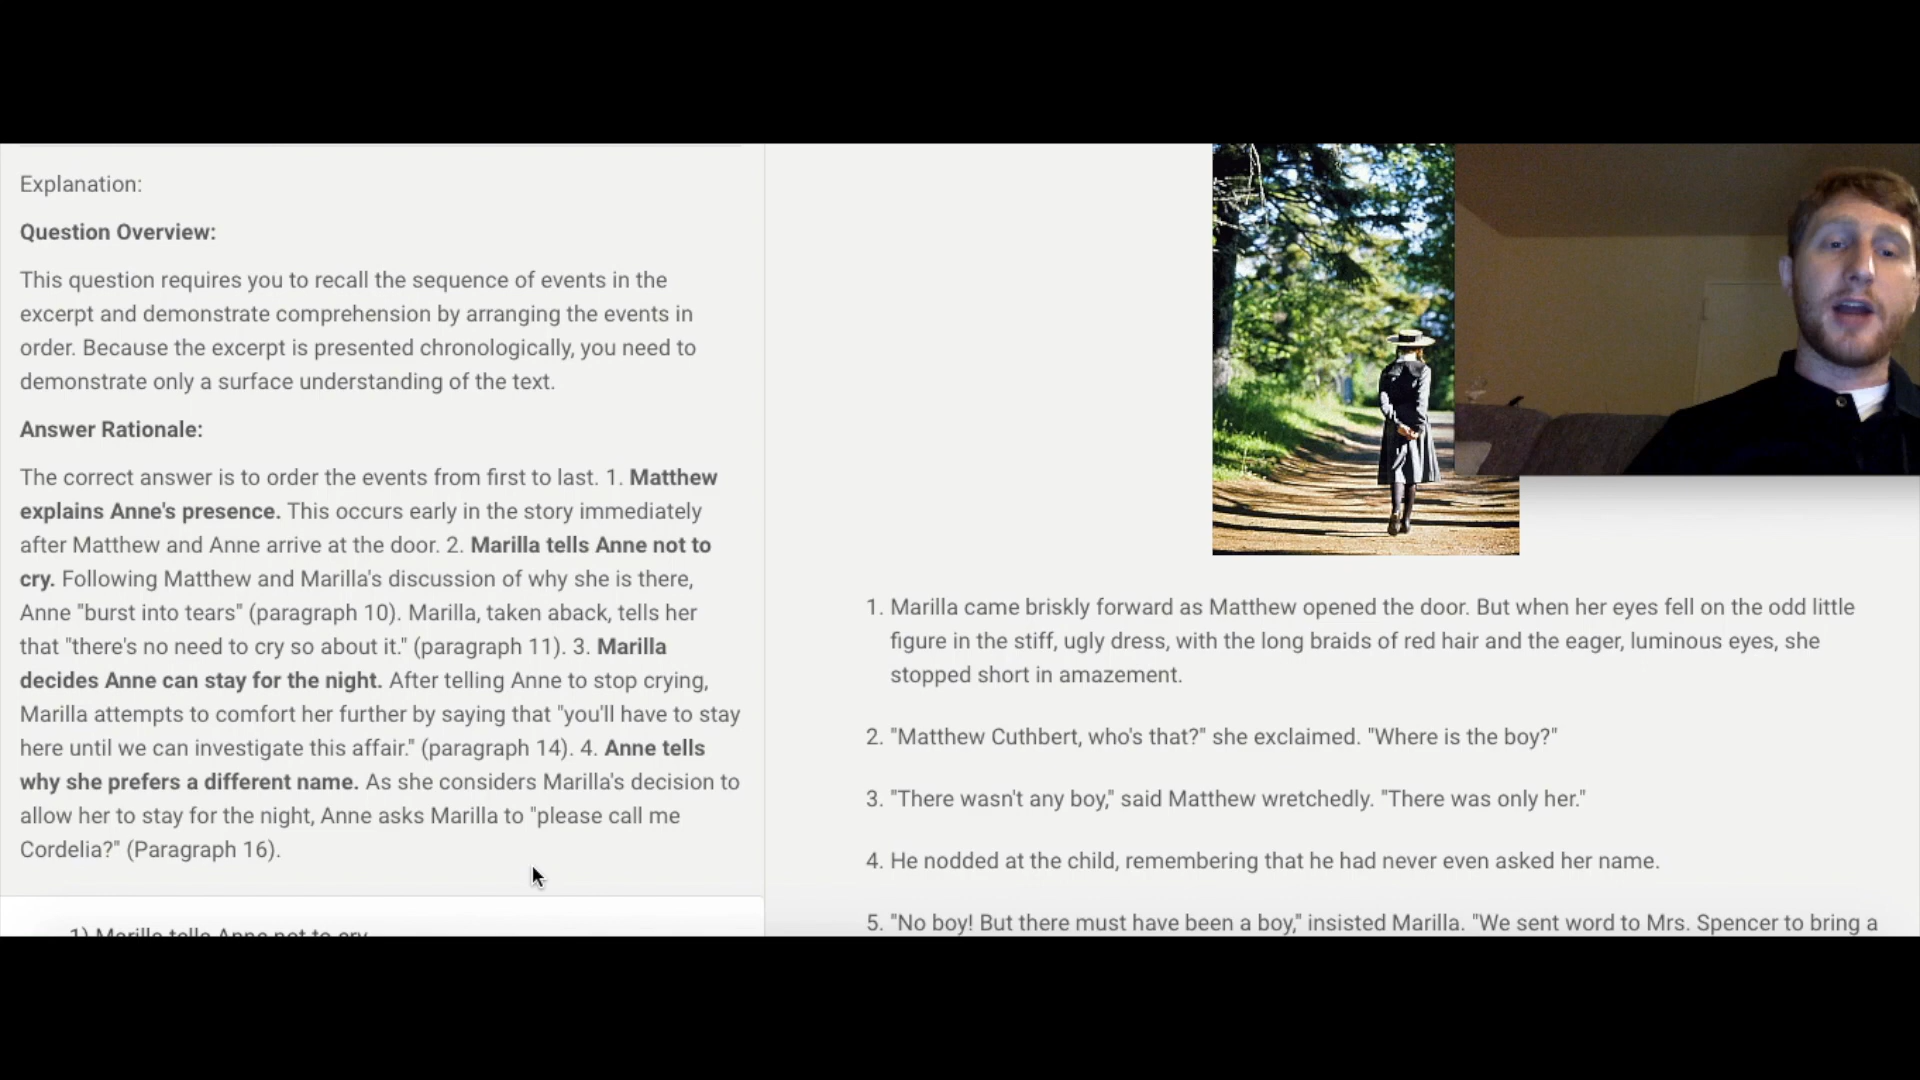 Explanation:
Question Overview:
This question requires you to recall the sequence of events in the
excerpt and demonstrate comprehension by arranging the events in
order. Because the excerpt is presented chronologically, you need to
demonstrate only a surface understanding of the text.
Answer Rationale:
The correct answer is to order the events from first to last. 1. Matthew
explains Anne's presence. This occurs early in the story immediately
after Matthew and Anne arrive at the door. 2. Marilla tells Anne not to
cry. Following Matthew and Marilla's discussion of why she is there,
Anne "burst into tears" (paragraph 10). Marilla, taken aback, tells her
that "there's no need to cry so about it." (paragraph 11). 3. Marilla
decides Anne can stay for the night. After telling Anne to stop crying,
Marilla attempts to comfort her further by saying that "you'll have to stay
here until we can investigate this affair." (paragraph 14). 4. Anne tells
why she prefers a different name. As she considers Marilla's decision to
allow her to stay for the night, Anne asks Marilla to "please call me
Cordelia?" (Paragraph 16).
1) Marilla tells Anne not to cry
1. Marilla came briskly forward as Matthew opened the door. But when her eyes fell on the odd little
figure in the stiff, ugly dress, with the long braids of red hair and the eager, luminous eyes, she
stopped short in amazement.
2. "Matthew Cuthbert, who's that?" she exclaimed. "Where is the boy?"
3. "There wasn't any boy," said Matthew wretchedly. "There was only her."
4. He nodded at the child, remembering that he had never even asked her name.
5. "No boy! But there must have been a boy," insisted Marilla. "We sent word to Mrs. Spencer to bring a